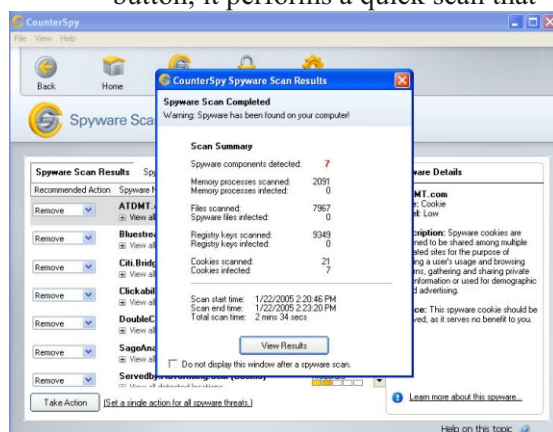 button, it performs a quick scan that
CounterSpy
File View Help
Back Home
Spyware Sca
CounterSpy Spyware Scan Results
Spyware Scan Completed
Warning: Spyware has been found on your computer!
Scan Summary
Spyware components detected: 7
Memory processes scanned: 2091
Memory processes infected: 0
Files scanned: 7967
Spyware files infected: 0
Registry keys scanned: 9349
Registry keys infected: 0
Cookies scanned: 21
Cookies infected: 7
Scan start time: 1/22/2005 2:20:46 PM
Scan end time: 1/22/2005 2:23:20 PM
Total scan time: 2 mins 34 secs
View Results
Do not display this window after a spyware scan.
Spyware Scan Results Spy
Recommended Action Spyware N
Remove ATDMT.
View all
Remove Bluestrea
View all
Remove Citi.Bridg
View all
Remove Clickabil
View all
Remove DoubleC
View all
Remove SageAna
View all
Remove
View all detected locations
Take Action [Set a single action for all spyware threats.]
ware Details
MT.com
e: Cookie
el: Low
cription: Spyware cookies are
ned to be shared among multiple
ated sites for the purpose of
ing a user's usage and browsing
rns, gathering and sharing private
nformation or used for demographic
d advertising.
ce: This spyware cookie should be
ved, as it serves no benefit to you.
Learn more about this spyware...
Help on this topic